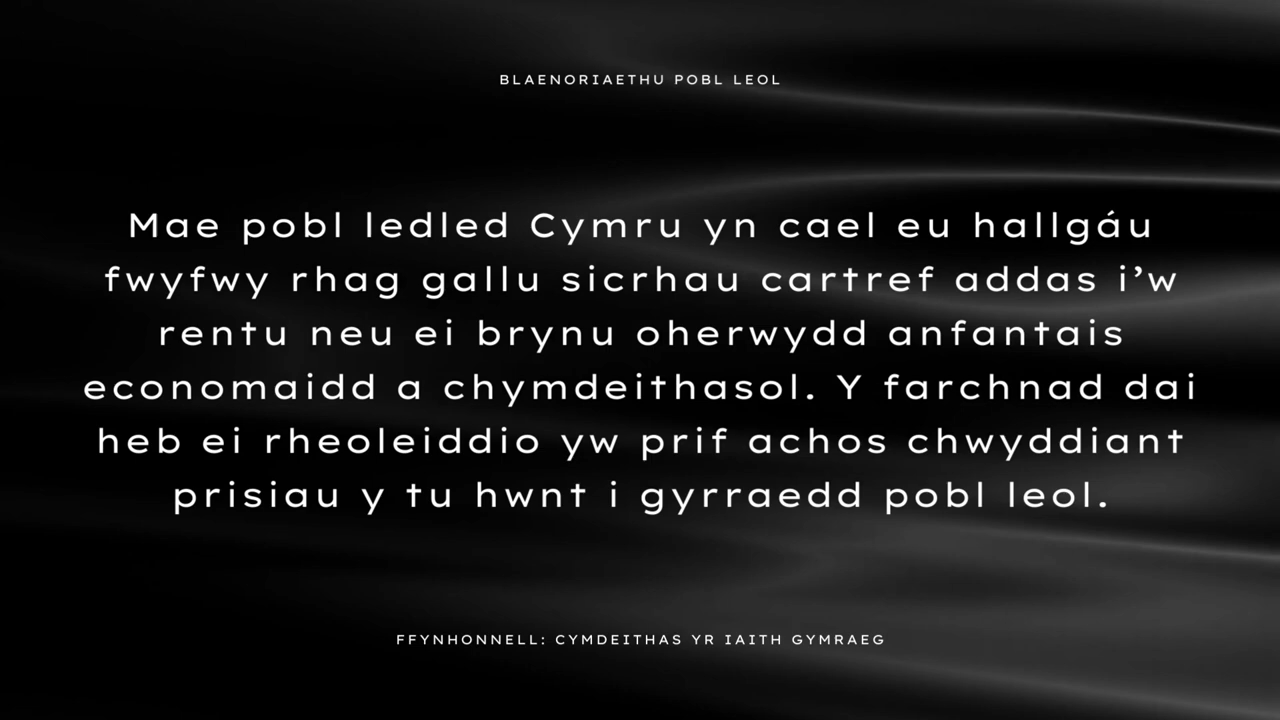 BLAENORIAETHU POBL LEOL
Mae pobl ledled Cymru yn cael eu hallgáu
fwyfwy rhag gallu sicrhau cartref addas i’w
rentu neu ei brynu oherwydd anfantais
economaidd a chymdeithasol. Y farchnad dai
heb ei rheoleiddio yw prif achos chwyddiant
prisiau y tu hwnt i gyrraedd pobl leol.
FFYNHONNELL: CYMDEITHAS YR IAITH GYMRAEG